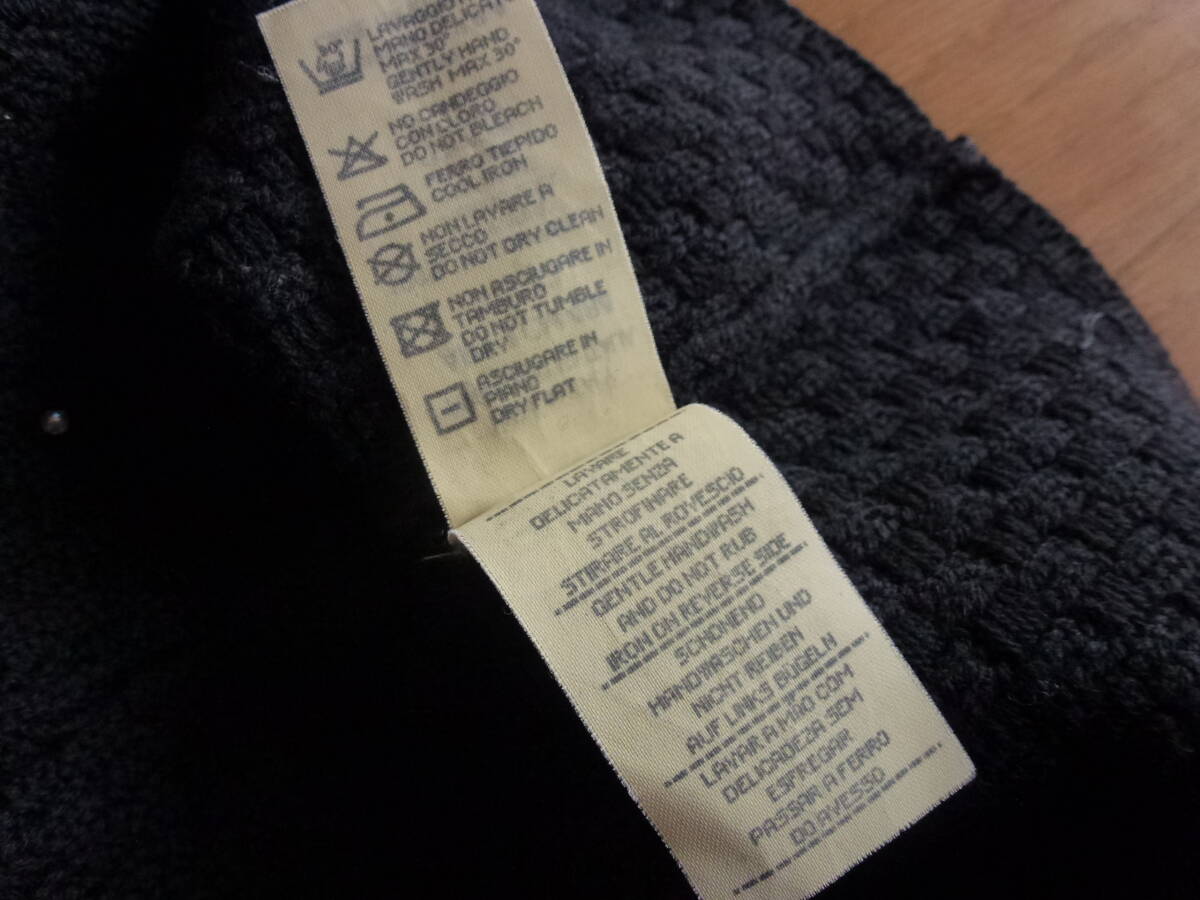 30°
LAVAGGIO A
MANO DELICATO
MAX 30°
GENTLY HAND
WASH MAX 30°
NO CANDEGGIO
CON CLORO
DO NOT BLEACH
FERRO TIEPIDO
COOL IRON
NON LAVARE A
SECCO
DO NOT DRY CLEAN
NON ASCIUGARE IN
TAMBURO
DO NOT TUMBLE
DRY
ASCIUGARE IN
PIANO
DRY FLAT
LAVARE
DELICATAMENTE A
MANO SENZA
STROFINARE
STIRARE AL ROVESCIO
GENTLE HANDWASH
AND DO NOT RUB
IRON ON REVERSE SIDE
SCHONEND
HANDWASCHEN UND
NICHT REIBEN
AUF LINKS BUGELN
LAVAR A MÃO COM
DELICADEZA SEM
ESFREGAR
PASSAR A FERRO
DO AVESSO